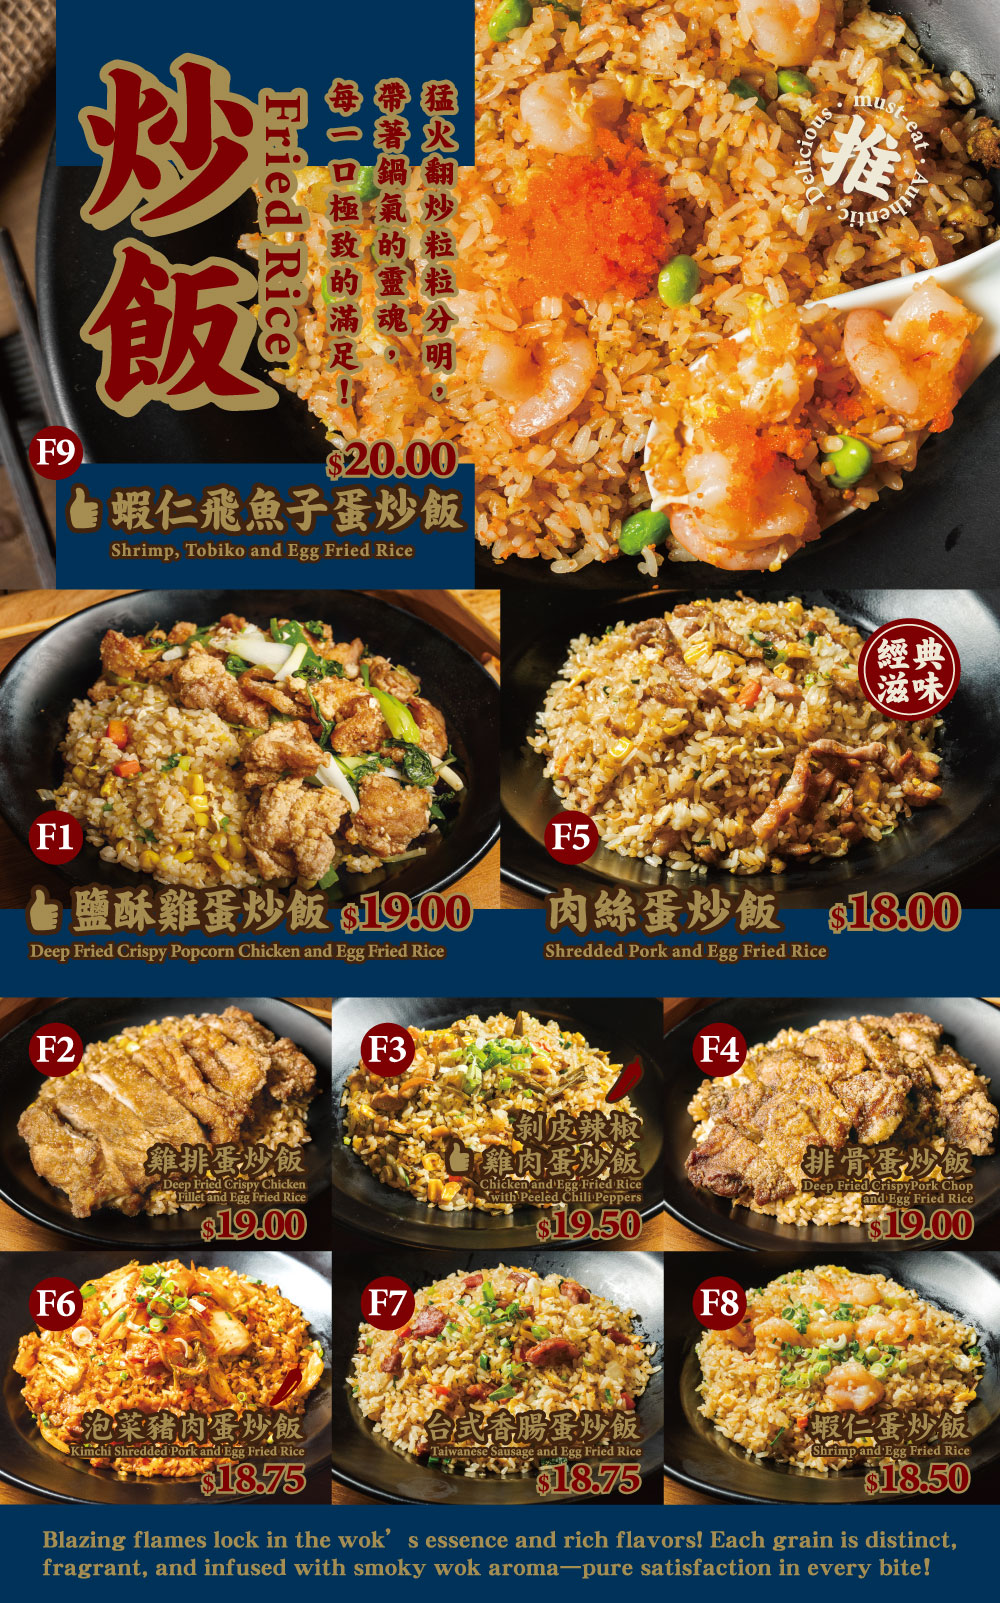 炒飯
Fried Rice
猛火翻炒粒粒分明，
帶著鍋氣的靈魂，
每一口極致的滿足！
推
Delicious · must-eat · Authentic ·
F9
$20.00
蝦仁飛魚子蛋炒飯
Shrimp, Tobiko and Egg Fried Rice
F1
鹽酥雞蛋炒飯 $19.00
Deep Fried Crispy Popcorn Chicken and Egg Fried Rice
經典
滋味
F5
肉絲蛋炒飯 $18.00
Shredded Pork and Egg Fried Rice
F2
雞排蛋炒飯
Deep Fried Crispy Chicken
Fillet and Egg Fried Rice
$19.00
F3
剝皮辣椒
雞肉蛋炒飯
Chicken and Egg Fried Rice
with Peeled Chili Peppers
$19.50
F4
排骨蛋炒飯
Deep Fried CrispyPork Chop
and Egg Fried Rice
$19.00
F6
泡菜豬肉蛋炒飯
Kimchi Shredded Pork and Egg Fried Rice
$18.75
F7
台式香腸蛋炒飯
Taiwanese Sausage and Egg Fried Rice
$18.75
F8
蝦仁蛋炒飯
Shrimp and Egg Fried Rice
$18.50
Blazing flames lock in the wok’s essence and rich flavors! Each grain is distinct,
fragrant, and infused with smoky wok aroma—pure satisfaction in every bite!